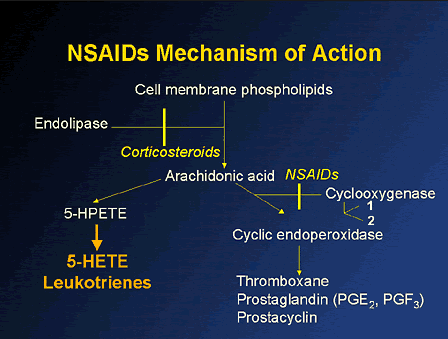 NSAIDs Mechanism of Action
Cell membrane phospholipids
Endolipase
Corticosteroids
Arachidonic acid
NSAIDs
Cyclooxygenase
1
2
5-HPETE
Cyclic endoperoxidase
5-HETE
Leukotrienes
Thromboxane
Prostaglandin (PGE₂, PGF₃)
Prostacyclin